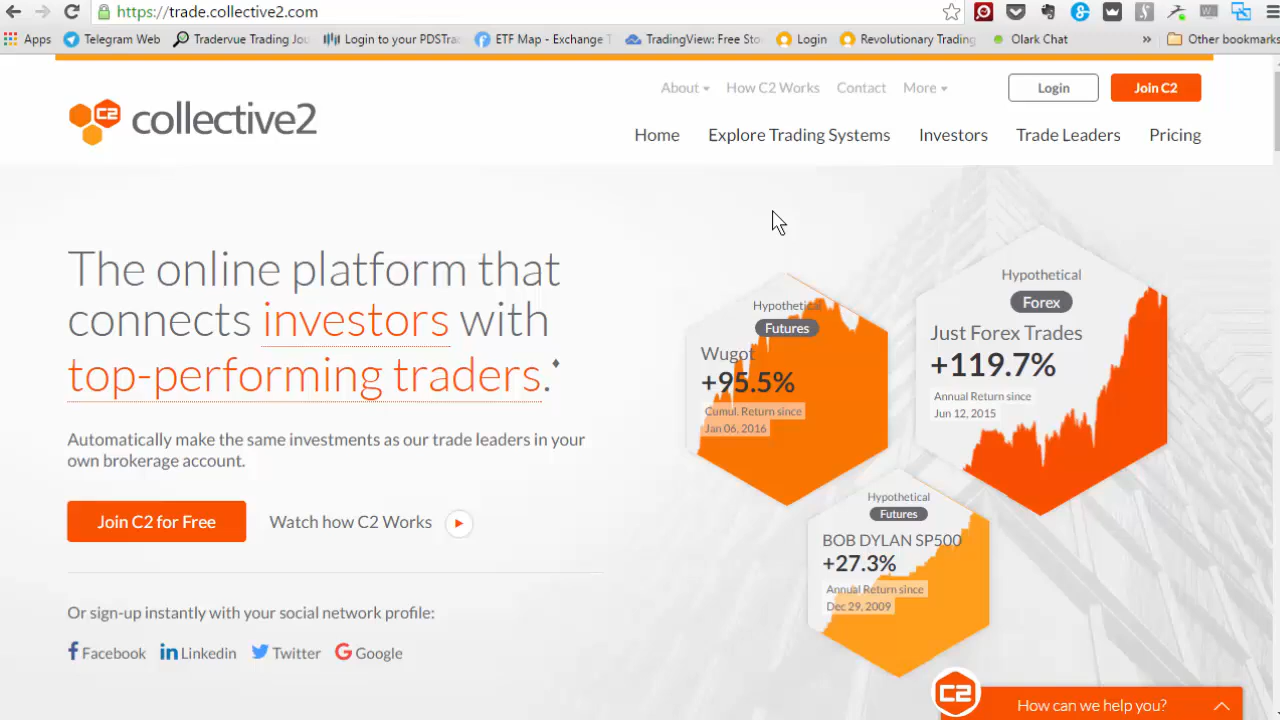 https://trade.collective2.com
Apps
Telegram Web
Tradervue Trading Jou
Login to your PDSTra
ETF Map - Exchange T
TradingView: Free Sto
Login
Revolutionary Trading
Olark Chat
»
Other bookmarks
About
How C2 Works
Contact
More
Login
Join C2
C2
collective2
Home
Explore Trading Systems
Investors
Trade Leaders
Pricing
The online platform that
connects investors with
top-performing traders.♦
Automatically make the same investments as our trade leaders in your
own brokerage account.
Join C2 for Free
Watch how C2 Works
Or sign-up instantly with your social network profile:
Facebook
Linkedin
Twitter
Google
Hypothetical
Futures
Wugot
+95.5%
Cumul. Return since
Jan 06, 2016
Hypothetical
Forex
Just Forex Trades
+119.7%
Annual Return since
Jun 12, 2015
Hypothetical
Futures
BOB DYLAN SP500
+27.3%
Annual Return since
Dec 29, 2009
C2
How can we help you?